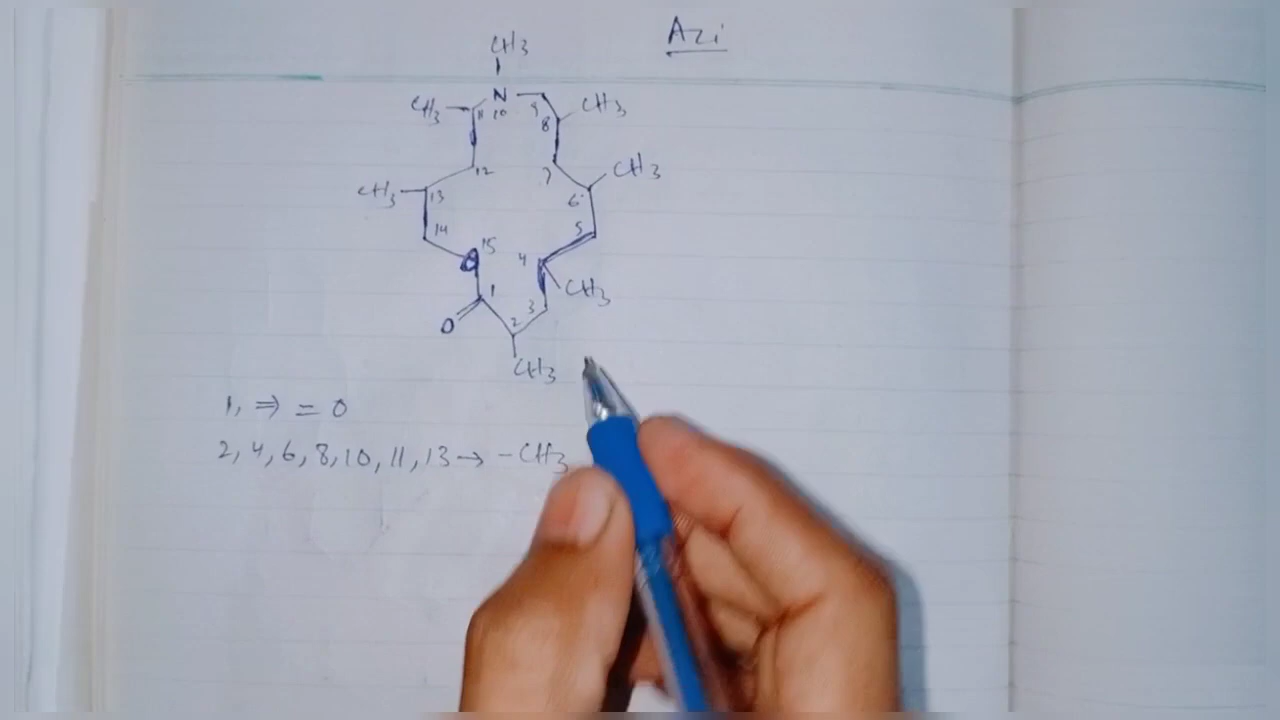 Azi
CH3
N
CH3
11
10
9
8
CH3
12
7
CH3
CH3
13
6
14
15
5
O
4
1
CH3
3
O
2
CH3
1, ⇒ = O
2, 4, 6, 8, 10, 11, 13 → -CH3